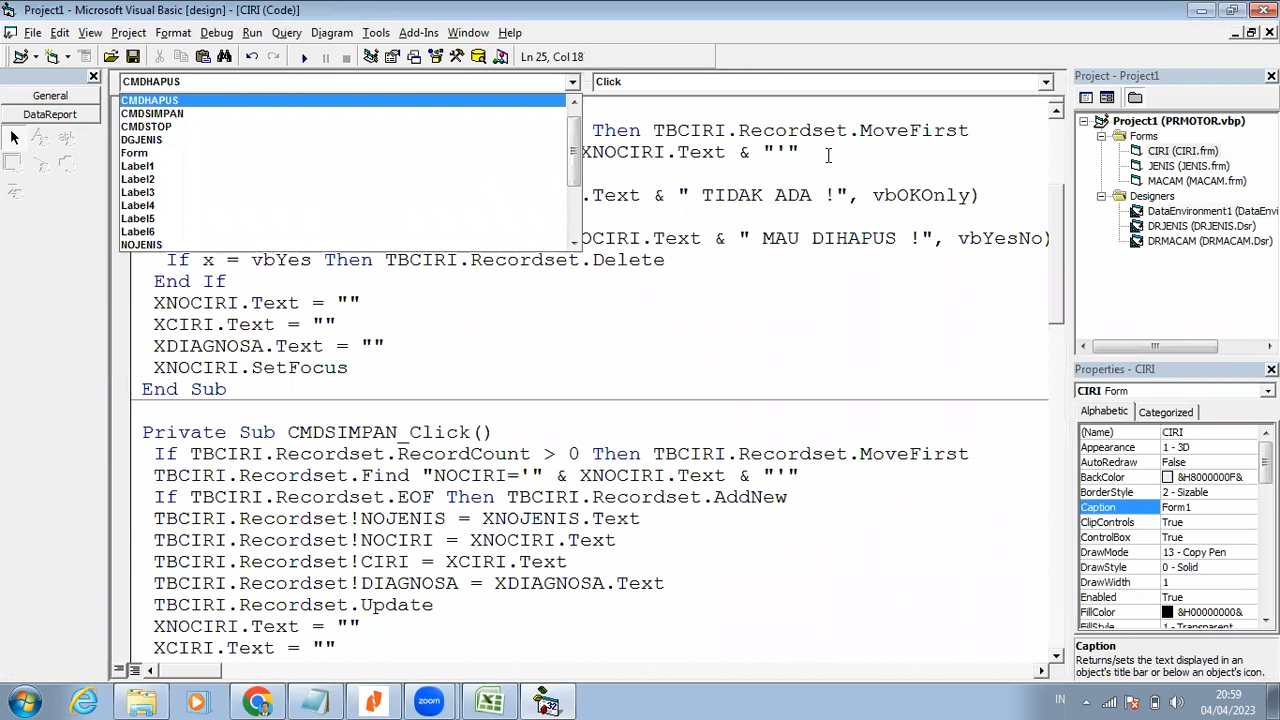 Project1 - Microsoft Visual Basic [design] - [CIRI (Code)]
File Edit View Project Format Debug Run Query Diagram Tools Add-Ins Window Help
Ln 25, Col 18
General
DataReport
CMDHAPUS
Click
CMDHAPUS
CMDSIMPAN
CMDSTOP
DGJENIS
Form
Label1
Label2
Label3
Label4
Label5
Label6
NOJENIS
Then TBCIRI.Recordset.MoveFirst
XNOCIRI.Text & "'"
.Text & " TIDAK ADA !", vbOKOnly)
OCIRI.Text & " MAU DIHAPUS !", vbYesNo)
If x = vbYes Then TBCIRI.Recordset.Delete
End If
XNOCIRI.Text = ""
XCIRI.Text = ""
XDIAGNOSA.Text = ""
XNOCIRI.SetFocus
End Sub
Private Sub CMDSIMPAN_Click()
If TBCIRI.Recordset.RecordCount > 0 Then TBCIRI.Recordset.MoveFirst
TBCIRI.Recordset.Find "NOCIRI='" & XNOCIRI.Text & "'"
If TBCIRI.Recordset.EOF Then TBCIRI.Recordset.AddNew
TBCIRI.Recordset!NOJENIS = XNOJENIS.Text
TBCIRI.Recordset!NOCIRI = XNOCIRI.Text
TBCIRI.Recordset!CIRI = XCIRI.Text
TBCIRI.Recordset!DIAGNOSA = XDIAGNOSA.Text
TBCIRI.Recordset.Update
XNOCIRI.Text = ""
XCIRI.Text = ""
Project - Project1
Project1 (PRMOTOR.vbp)
Forms
CIRI (CIRI.frm)
JENIS (JENIS.frm)
MACAM (MACAM.frm)
Designers
DataEnvironment1 (DataEnvi
DRJENIS (DRJENIS.Dsr)
DRMACAM (DRMACAM.Dsr)
Properties - CIRI
CIRI Form
Alphabetic Categorized
(Name) CIRI
Appearance 1 - 3D
AutoRedraw False
BackColor &H8000000F&
BorderStyle 2 - Sizable
Caption Form1
ClipControls True
ControlBox True
DrawMode 13 - Copy Pen
DrawStyle 0 - Solid
DrawWidth 1
Enabled True
FillColor &H00000000&
FillStyle 1 - Transparent
Caption
Returns/sets the text displayed in an
object's title bar or below an object's icon.
zoom
32
IN
20:59
04/04/2023